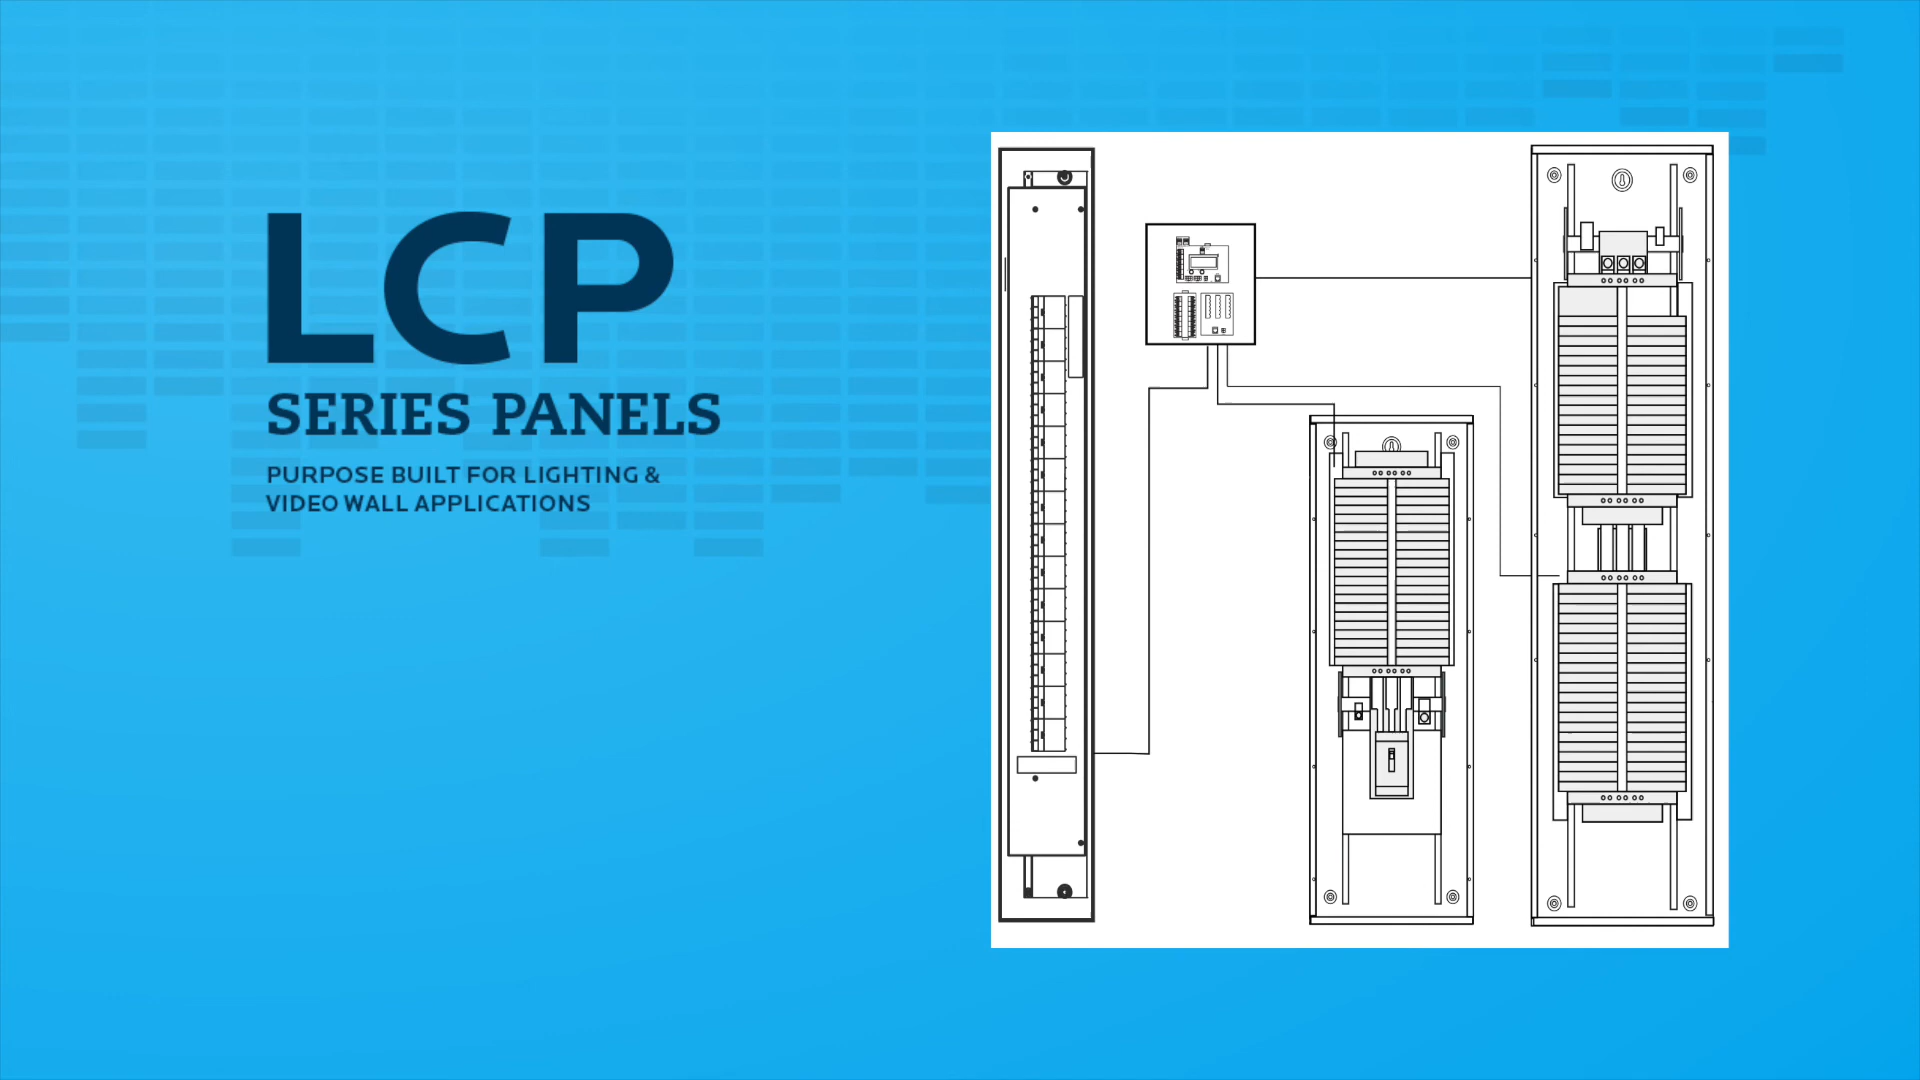 LCP
SERIES PANELS
PURPOSE BUILT FOR LIGHTING &
VIDEO WALL APPLICATIONS